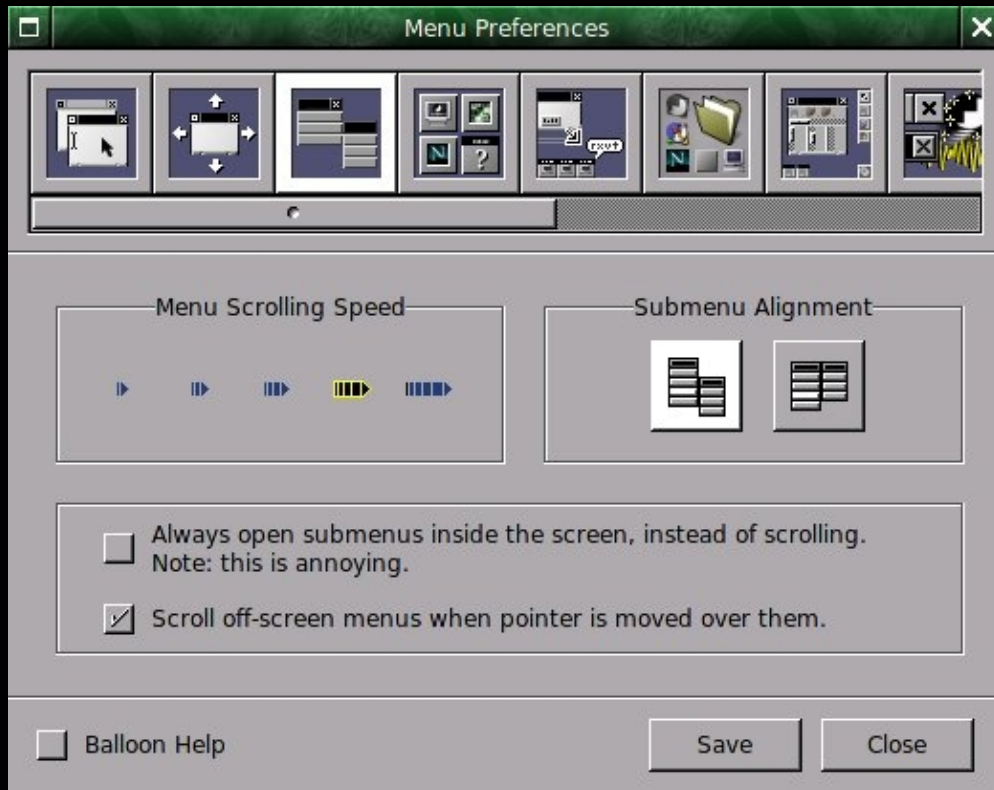 Menu Preferences
rxvt
Menu Scrolling Speed
Submenu Alignment
Always open submenus inside the screen, instead of scrolling.
Note: this is annoying.
Scroll off-screen menus when pointer is moved over them.
Balloon Help
Save
Close